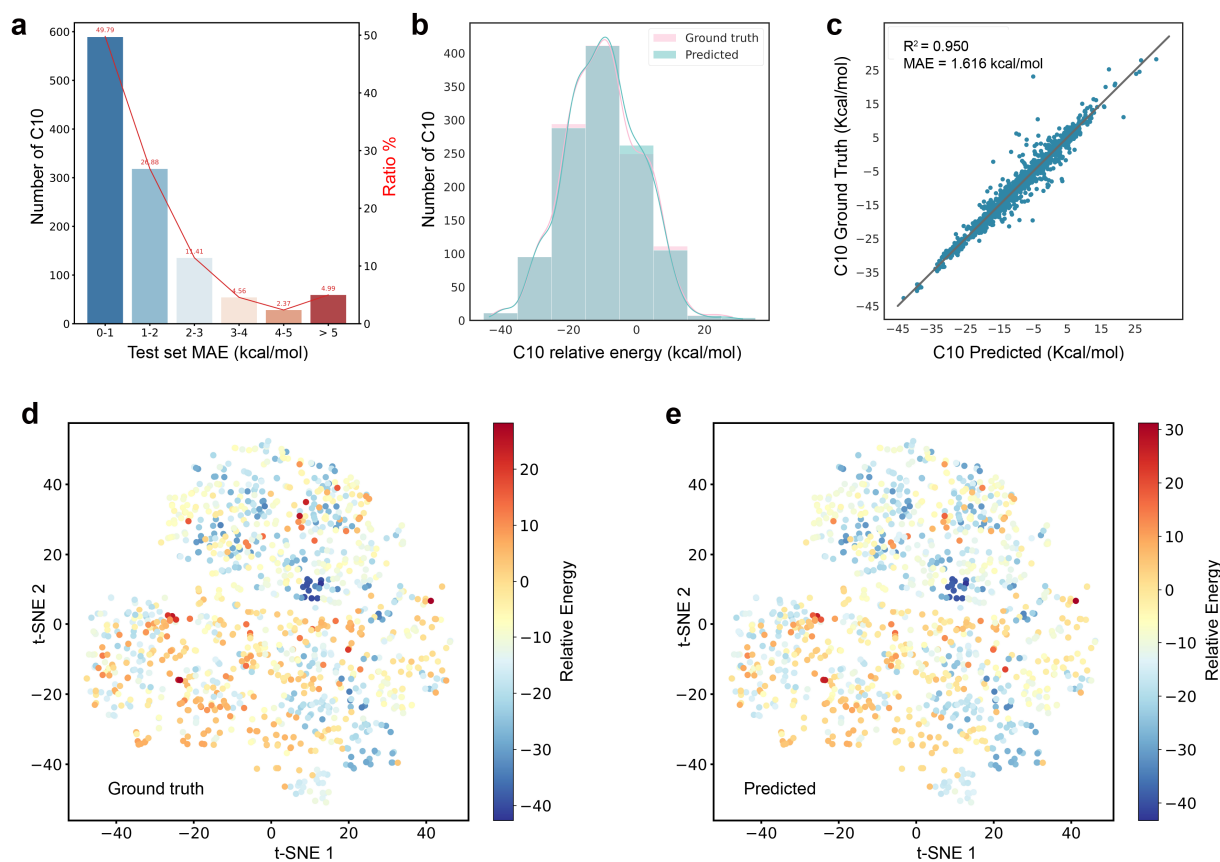 a
Number of C10
600
500
400
300
200
100
0
49.79
26.88
11.41
4.56
2.37
4.99
50
40
30
20
10
0
Ratio %
0-1 1-2 2-3 3-4 4-5 > 5
Test set MAE (kcal/mol)
b
Number of C10
400
350
300
250
200
150
100
50
0
Ground truth
Predicted
−40 −20 0 20
C10 relative energy (kcal/mol)
c
C10 Ground Truth (Kcal/mol)
R² = 0.950
MAE = 1.616 kcal/mol
25
15
5
-5
-15
-25
-35
-45
-45 -35 -25 -15 -5 5 15 25
C10 Predicted (Kcal/mol)
d
t-SNE 2
40
20
0
−20
−40
Ground truth
−40 −20 0 20 40
t-SNE 1
20
10
0
−10
−20
−30
−40
Relative Energy
e
t-SNE 2
40
20
0
−20
−40
Predicted
−40 −20 0 20 40
t-SNE 1
30
20
10
0
−10
−20
−30
−40
Relative Energy